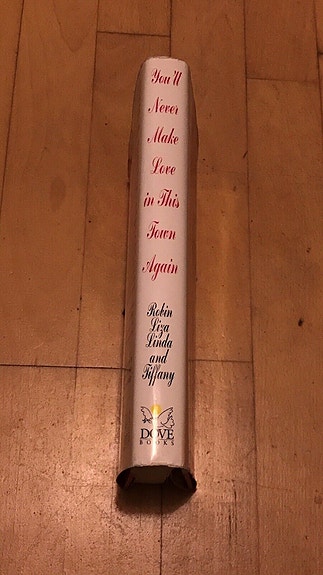 You'll
Never
Make
Love
in This
Town
Again
Robin
Liza
Linda
and
Tiffany
DOVE
BOOKS